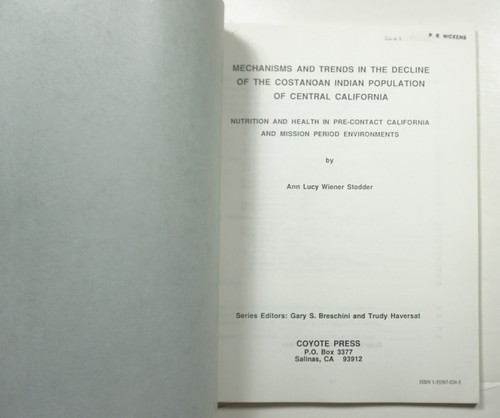 P. R. NICKENS
MECHANISMS AND TRENDS IN THE DECLINE
OF THE COSTANOAN INDIAN POPULATION
OF CENTRAL CALIFORNIA
NUTRITION AND HEALTH IN PRE-CONTACT CALIFORNIA
AND MISSION PERIOD ENVIRONMENTS
by
Ann Lucy Wiener Stodder
Series Editors: Gary S. Breschini and Trudy Haversat
COYOTE PRESS
P.O. Box 3377
Salinas, CA 93912